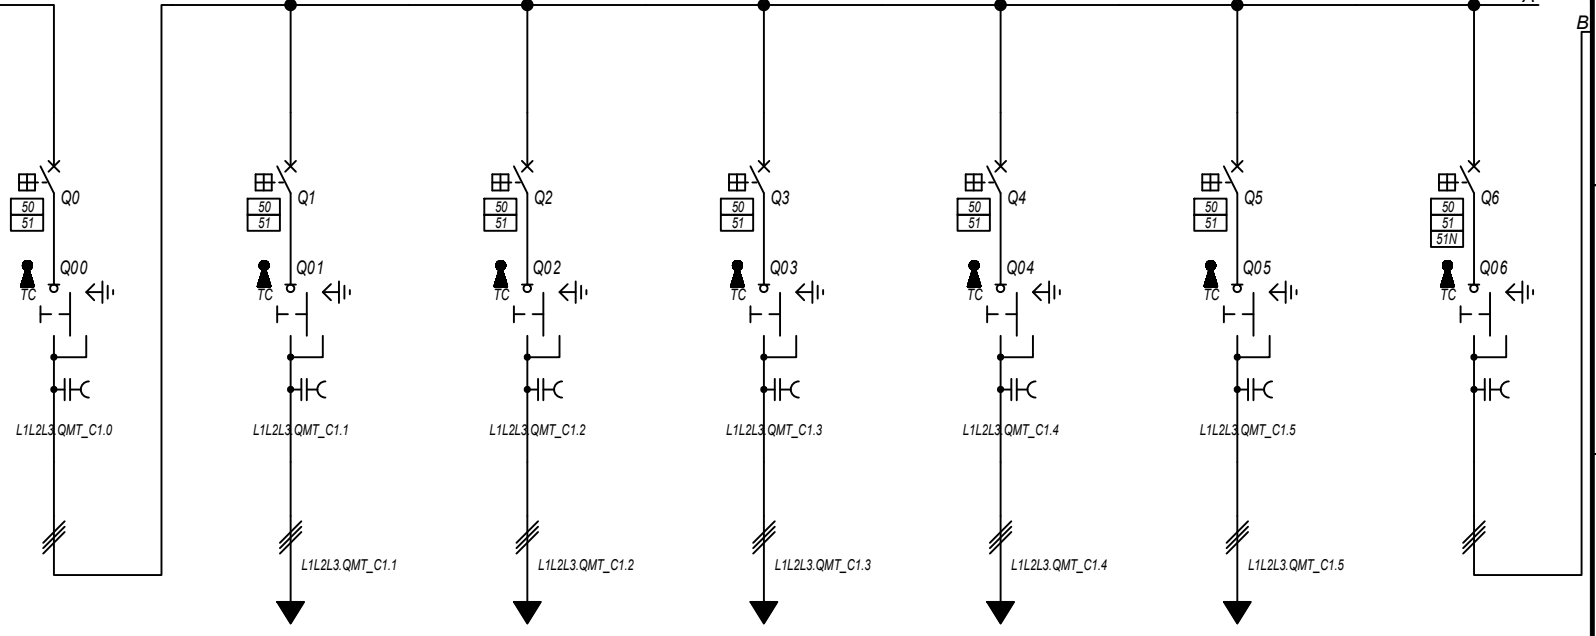 B
Q0
Q1
Q2
Q3
Q4
Q5
Q6
50
50
50
50
50
50
50
51
51
51
51
51
51
51
51N
Q00
Q01
Q02
Q03
Q04
Q05
Q06
TC
TC
TC
TC
TC
TC
TC
L1L2L3.QMT_C1.0
L1L2L3.QMT_C1.1
L1L2L3.QMT_C1.2
L1L2L3.QMT_C1.3
L1L2L3.QMT_C1.4
L1L2L3.QMT_C1.5
L1L2L3.QMT_C1.1
L1L2L3.QMT_C1.2
L1L2L3.QMT_C1.3
L1L2L3.QMT_C1.4
L1L2L3.QMT_C1.5